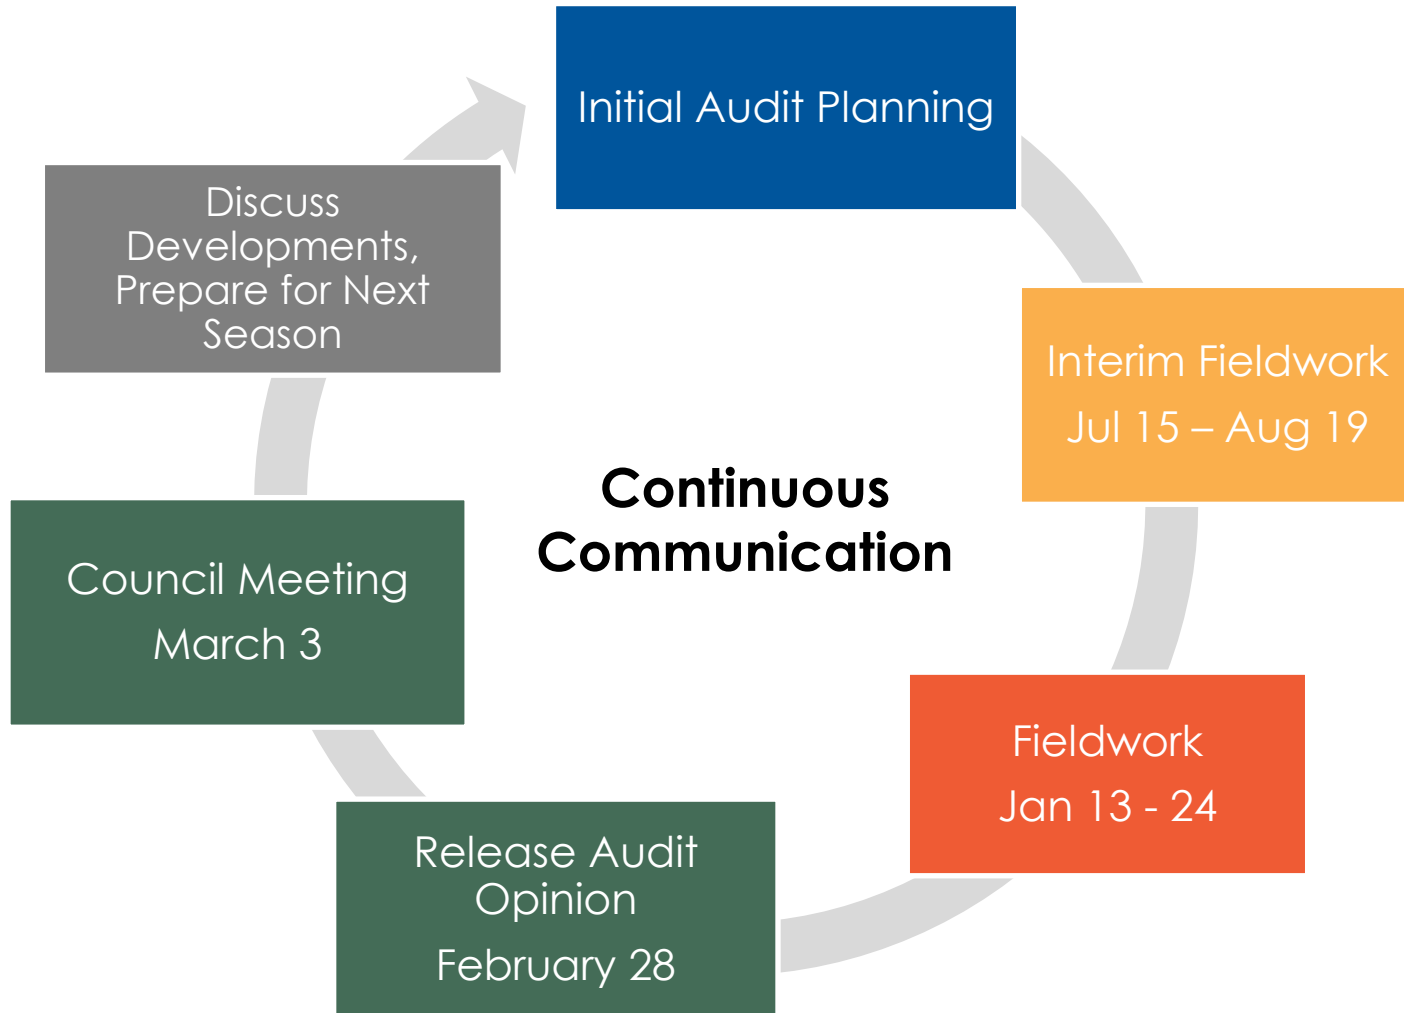 Initial Audit Planning
Interim Fieldwork
Jul 15 – Aug 19
Fieldwork
Jan 13 - 24
Release Audit
Opinion
February 28
Council Meeting
March 3
Discuss
Developments,
Prepare for Next
Season
Continuous
Communication